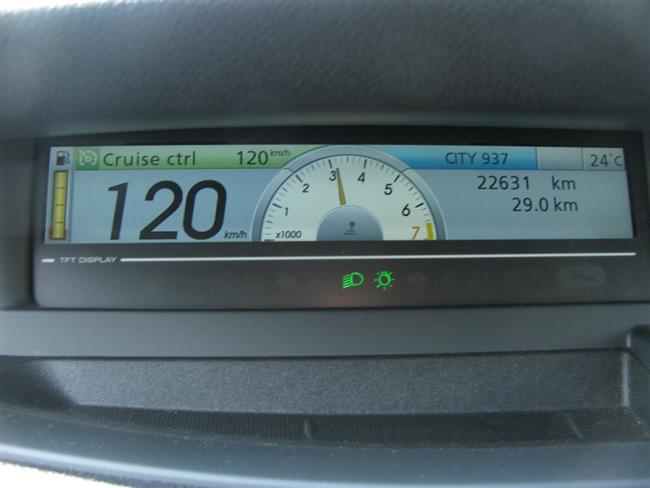 Cruise ctrl 120 km/h
CITY 937
24°C
120 km/h
1 2 3 4 5 6 7
x1000
22631 km
29.0 km
TFT DISPLAY